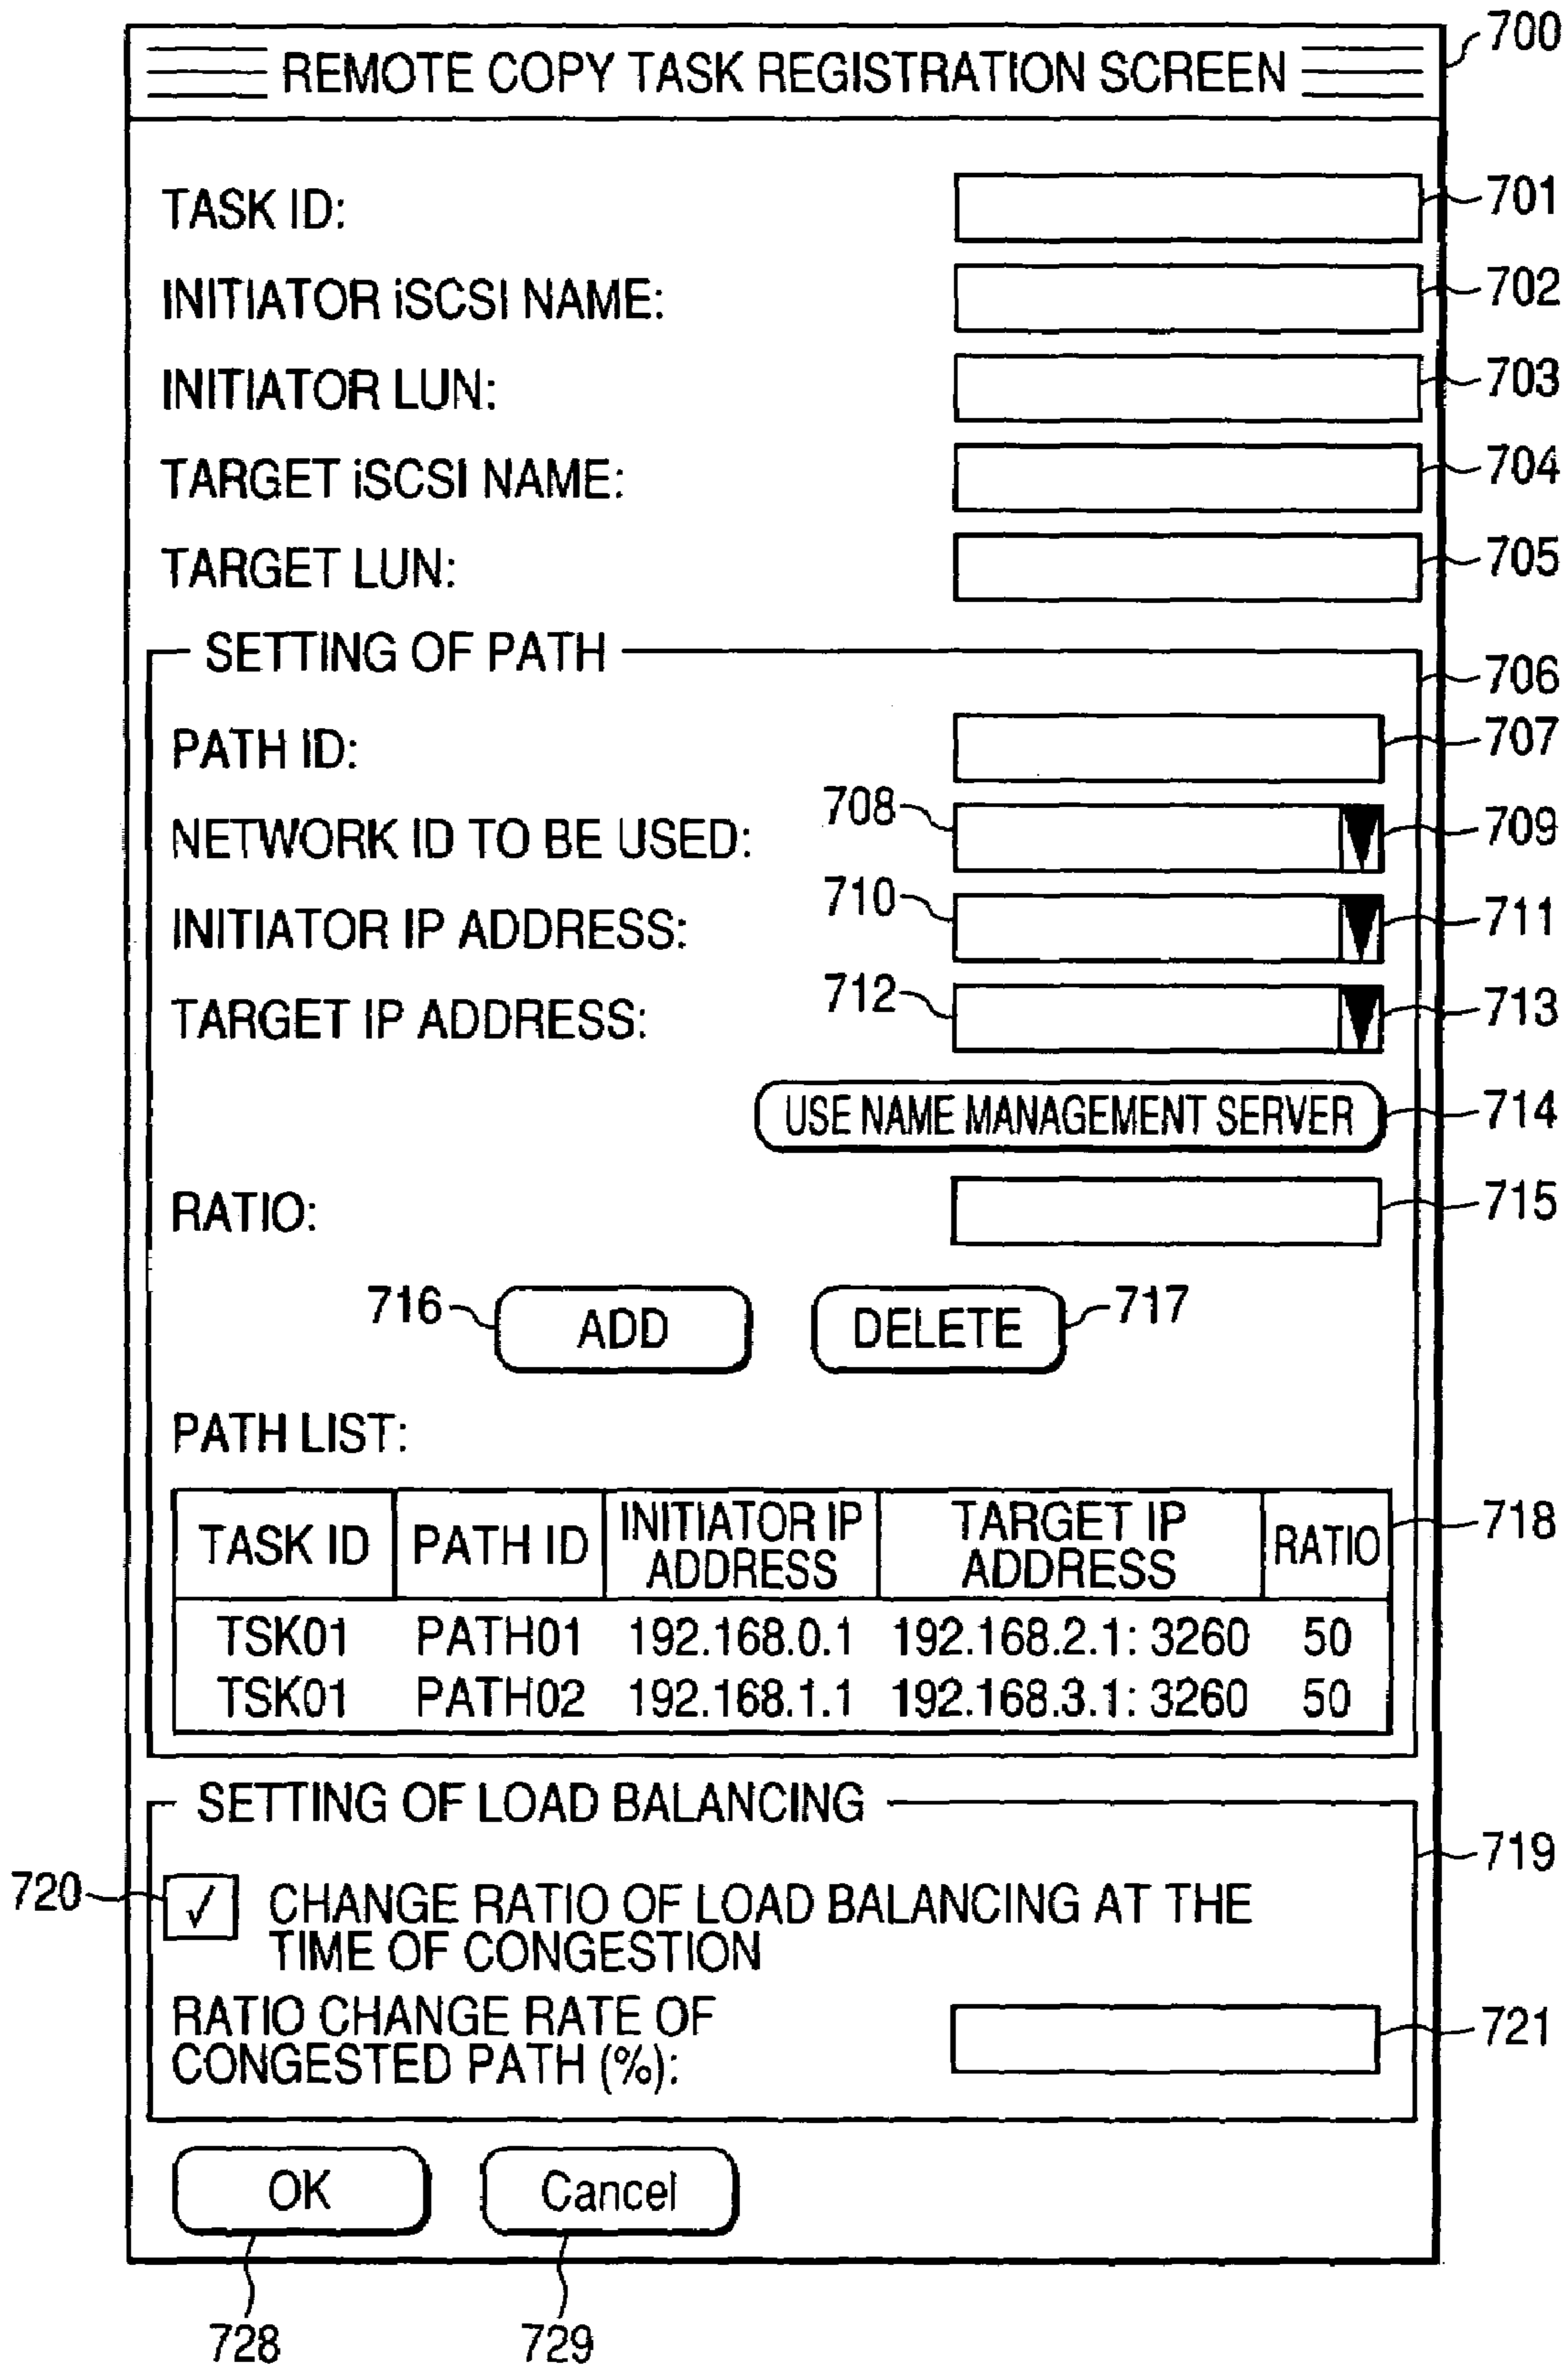 REMOTE COPY TASK REGISTRATION SCREEN 700
TASK ID: 701
INITIATOR iSCSI NAME: 702
INITIATOR LUN: 703
TARGET iSCSI NAME: 704
TARGET LUN: 705
SETTING OF PATH 706
PATH ID: 707
NETWORK ID TO BE USED: 708 709
INITIATOR IP ADDRESS: 710 711
TARGET IP ADDRESS: 712 713
USE NAME MANAGEMENT SERVER 714
RATIO: 715
716 ADD DELETE 717
PATH LIST:
TASK ID PATH ID INITIATOR IP ADDRESS TARGET IP ADDRESS RATIO 718
TSK01 PATH01 192.168.0.1 192.168.2.1: 3260 50
TSK01 PATH02 192.168.1.1 192.168.3.1: 3260 50
SETTING OF LOAD BALANCING 719
720 ✓ CHANGE RATIO OF LOAD BALANCING AT THE
TIME OF CONGESTION
RATIO CHANGE RATE OF
CONGESTED PATH (%): 721
OK Cancel
728 729